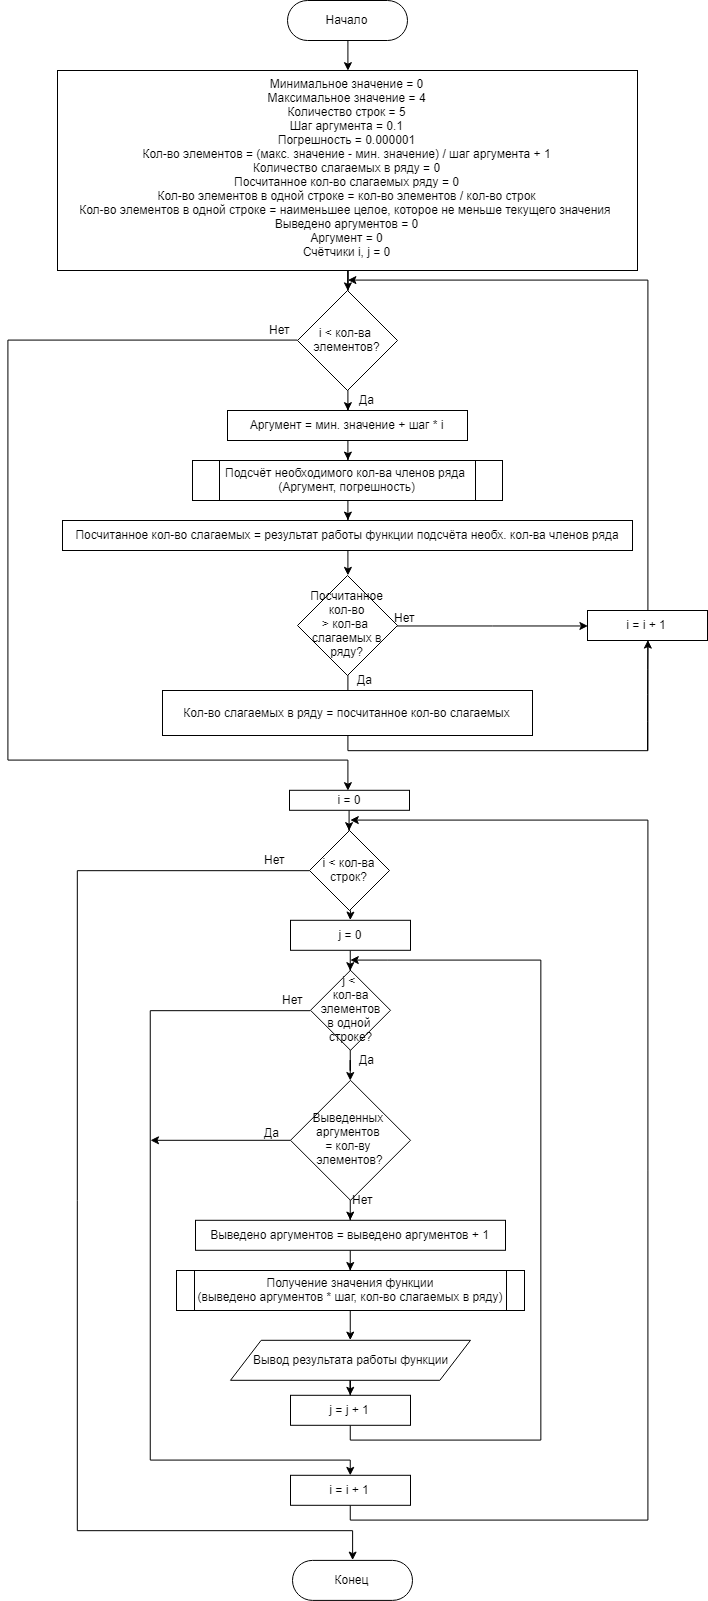 Начало
Минимальное значение = 0
Максимальное значение = 4
Количество строк = 5
Шаг аргумента = 0.1
Погрешность = 0.000001
Кол-во элементов = (макс. значение - мин. значение) / шаг аргумента + 1
Количество слагаемых в ряду = 0
Посчитанное кол-во слагаемых ряду = 0
Кол-во элементов в одной строке = кол-во элементов / кол-во строк
Кол-во элементов в одной строке = наименьшее целое, которое не меньше текущего значения
Выведено аргументов = 0
Аргумент = 0
Счётчики i, j = 0
Нет
i < кол-ва
элементов?
Да
Аргумент = мин. значение + шаг * i
Подсчёт необходимого кол-ва членов ряда
(Аргумент, погрешность)
Посчитанное кол-во слагаемых = результат работы функции подсчёта необх. кол-ва членов ряда
Посчитанное
кол-во
> кол-ва
слагаемых в
ряду?
Нет
i = i + 1
Да
Кол-во слагаемых в ряду = посчитанное кол-во слагаемых
i = 0
Нет
i < кол-ва
строк?
j = 0
Нет
j <
кол-ва
элементов
в одной
строке?
Да
Да
Выведенных
аргументов
= кол-ву
элементов?
Нет
Выведено аргументов = выведено аргументов + 1
Получение значения функции
(выведено аргументов * шаг, кол-во слагаемых в ряду)
Вывод результата работы функции
j = j + 1
i = i + 1
Конец